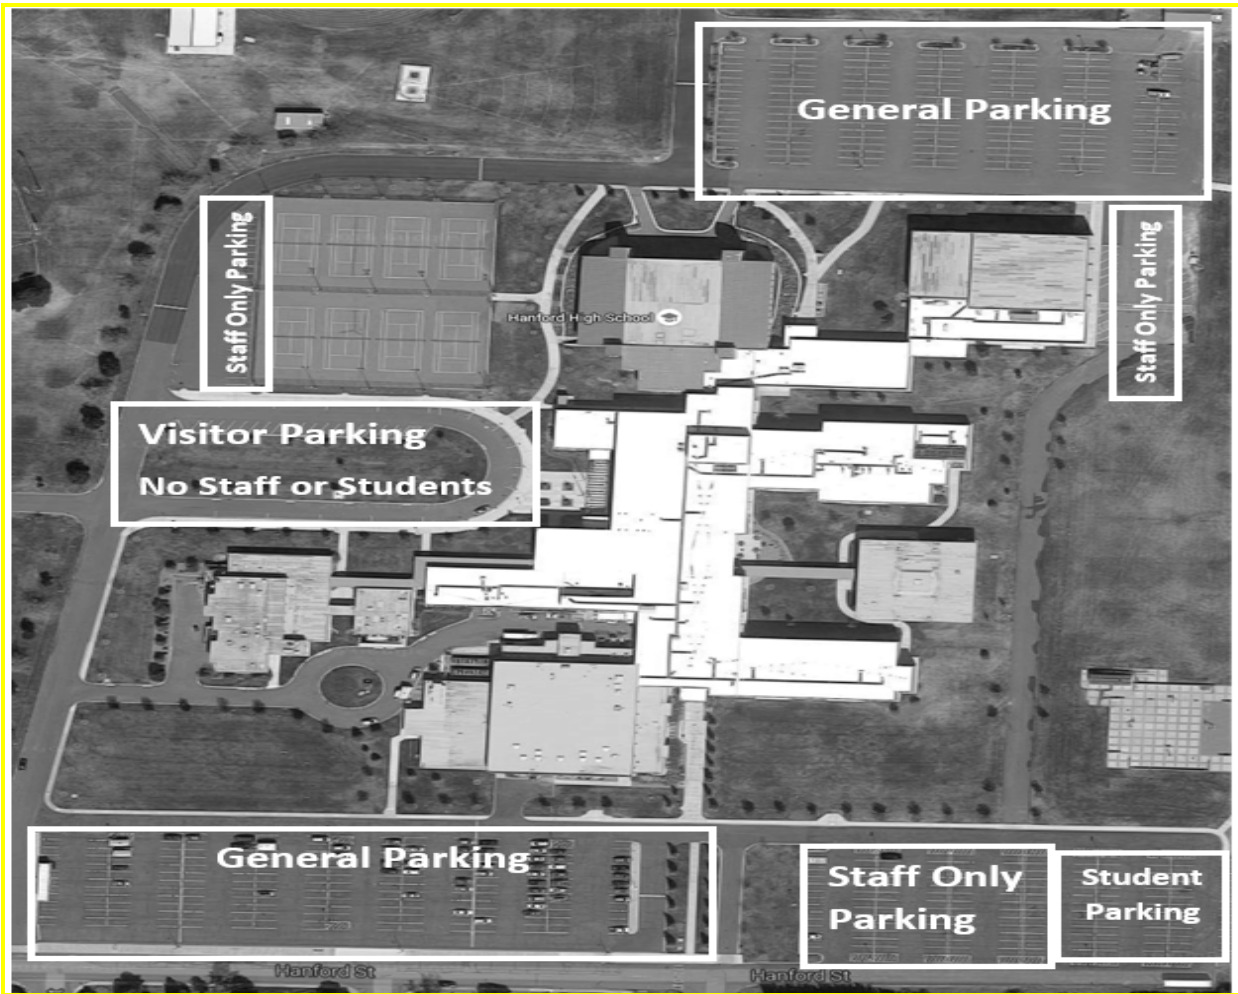 General Parking
Staff Only Parking
Staff Only Parking
Hanford High School
Visitor Parking
No Staff or Students
General Parking
Staff Only
Parking
Student
Parking
Hanford St
Hanford St